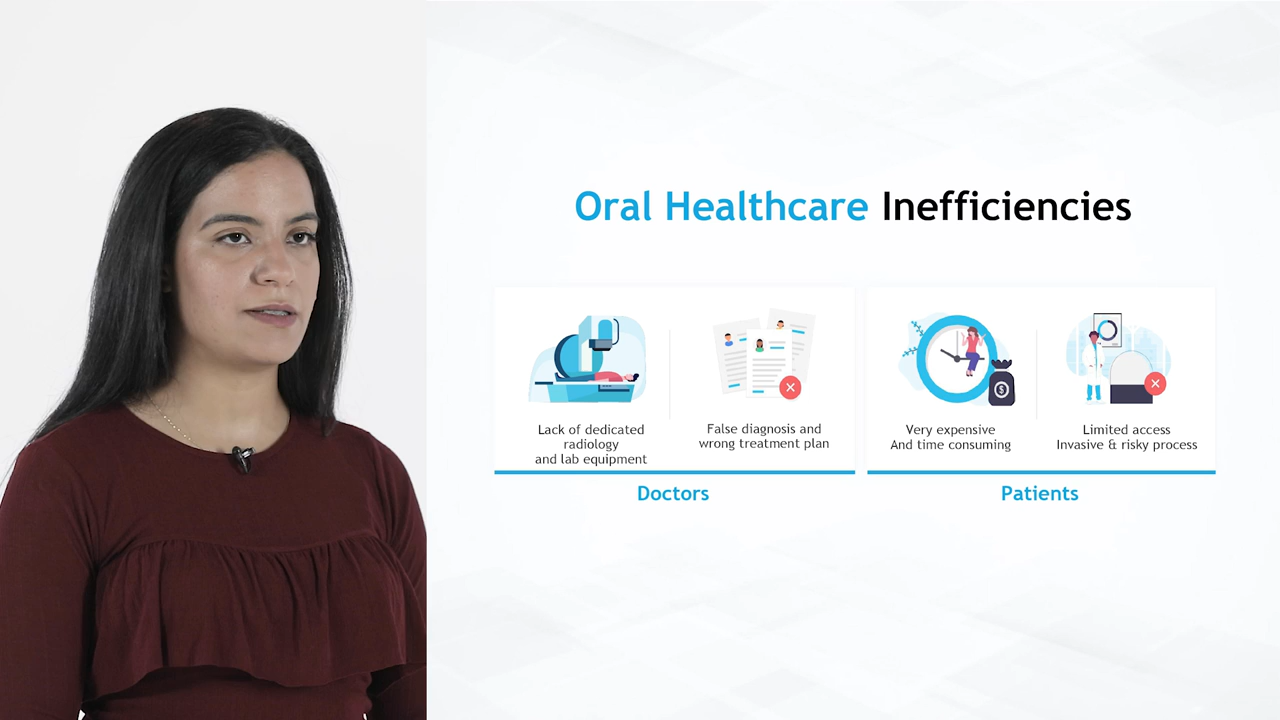 Oral Healthcare Inefficiencies
Lack of dedicated
radiology
and lab equipment
False diagnosis and
wrong treatment plan
Very expensive
And time consuming
Limited access
Invasive & risky process
Doctors
Patients